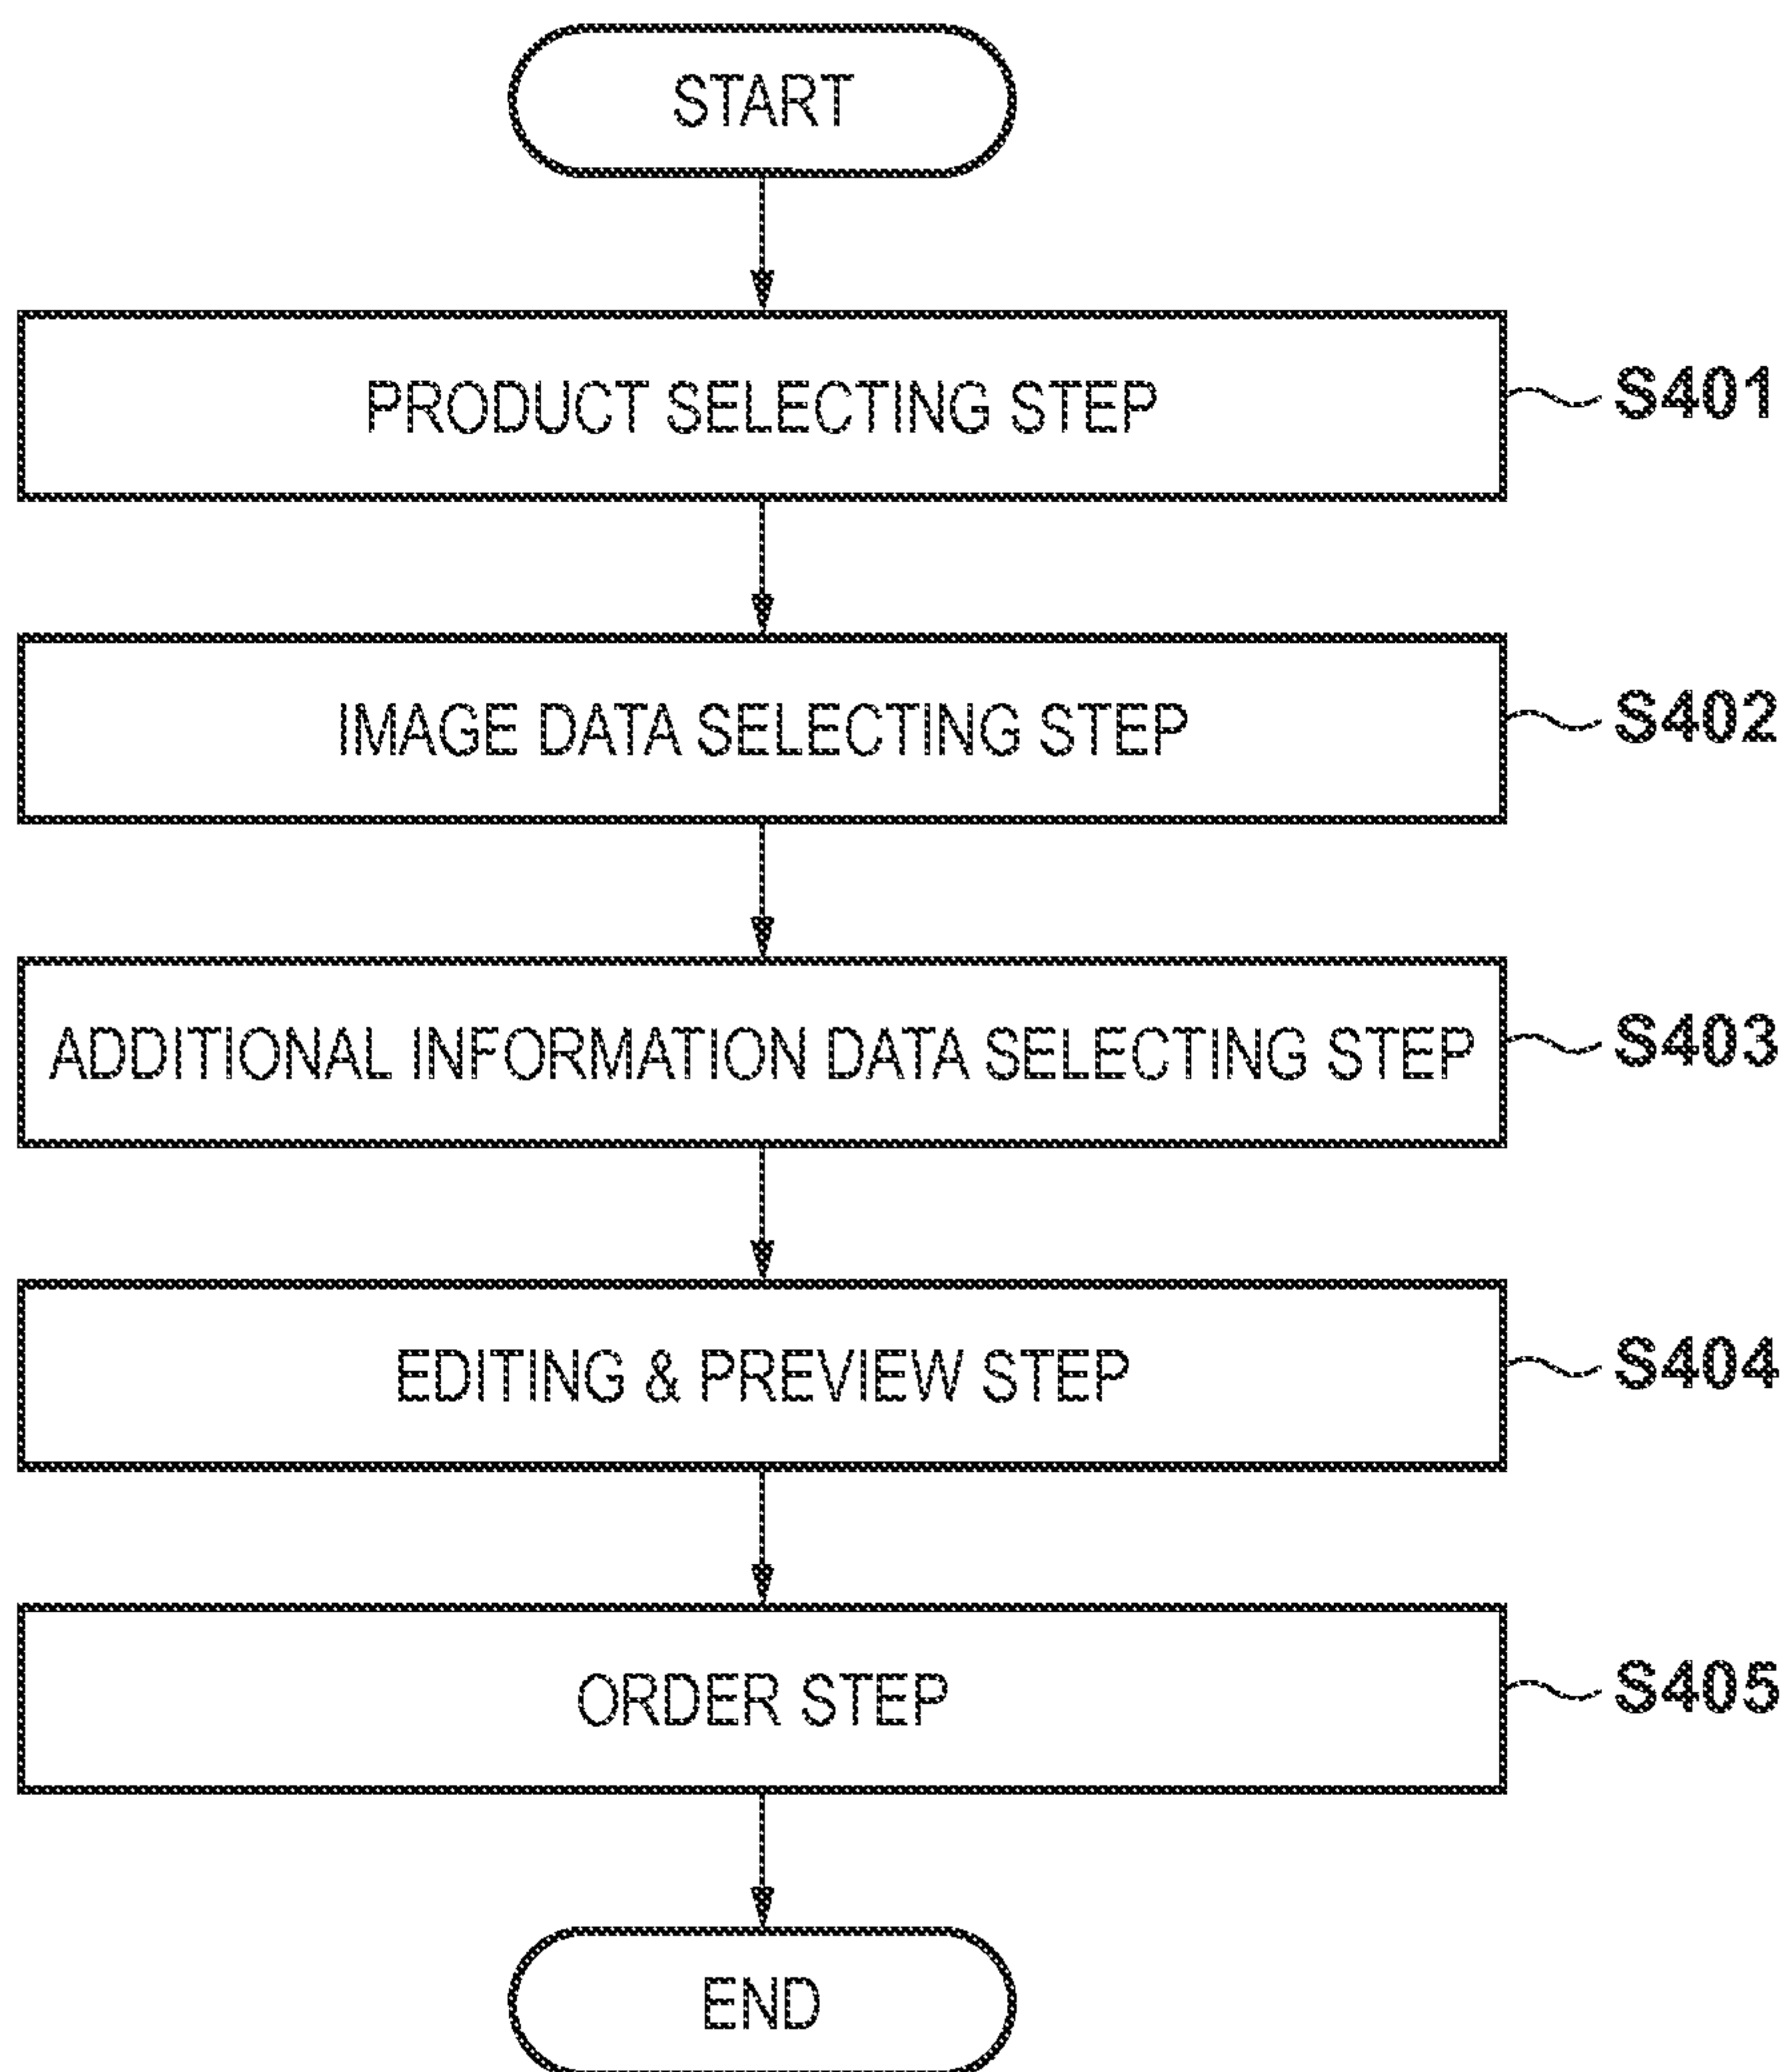 START
PRODUCT SELECTING STEP
S401
IMAGE DATA SELECTING STEP
S402
ADDITIONAL INFORMATION DATA SELECTING STEP
S403
EDITING & PREVIEW STEP
S404
ORDER STEP
S405
END